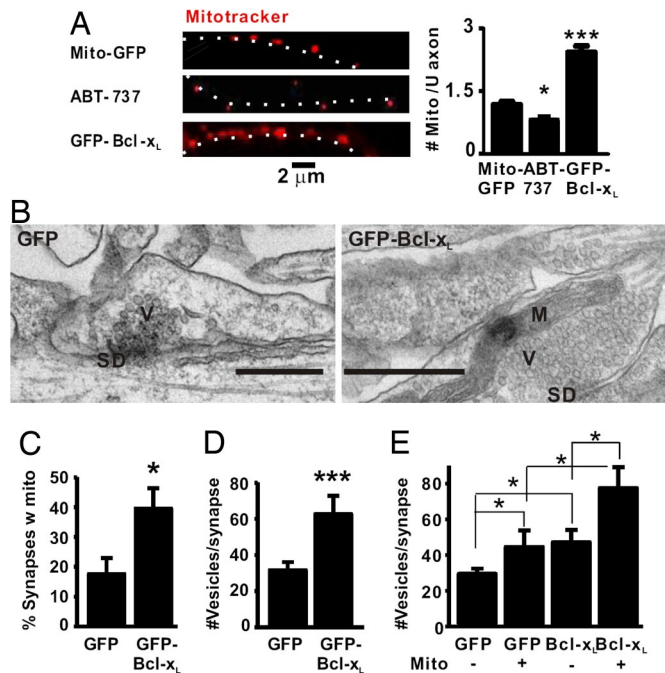 A
Mitotracker
Mito-GFP
ABT-737
GFP-Bcl-xL
2 μm
# Mito /U axon
3
1.5
0
*
***
Mito-ABT-GFP-
GFP 737 Bcl-xL
B
GFP
V
SD
GFP-Bcl-xL
M
V
SD
C
% Synapses w mito
50
40
30
20
10
0
*
GFP GFP-
Bcl-xL
D
#Vesicles/synapse
80
60
40
20
0
***
GFP GFP-
Bcl-xL
E
#Vesicles/synapse
80
60
40
20
0
*
*
*
*
GFP GFP Bcl-xL Bcl-xL
Mito - + - +